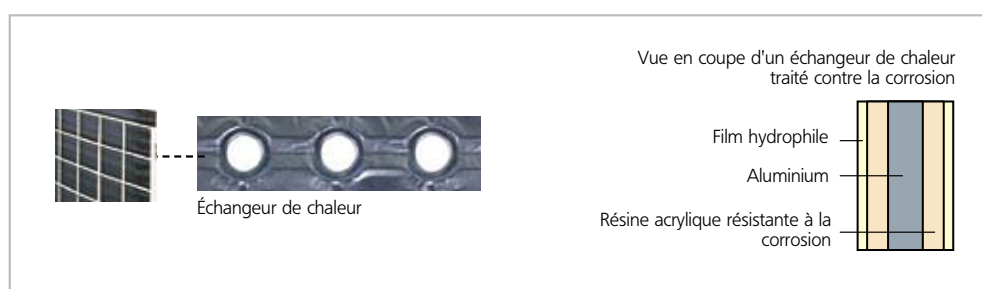 Vue en coupe d'un échangeur de chaleur
traité contre la corrosion
Film hydrophile
Aluminium
Échangeur de chaleur
Résine acrylique résistante à la
corrosion